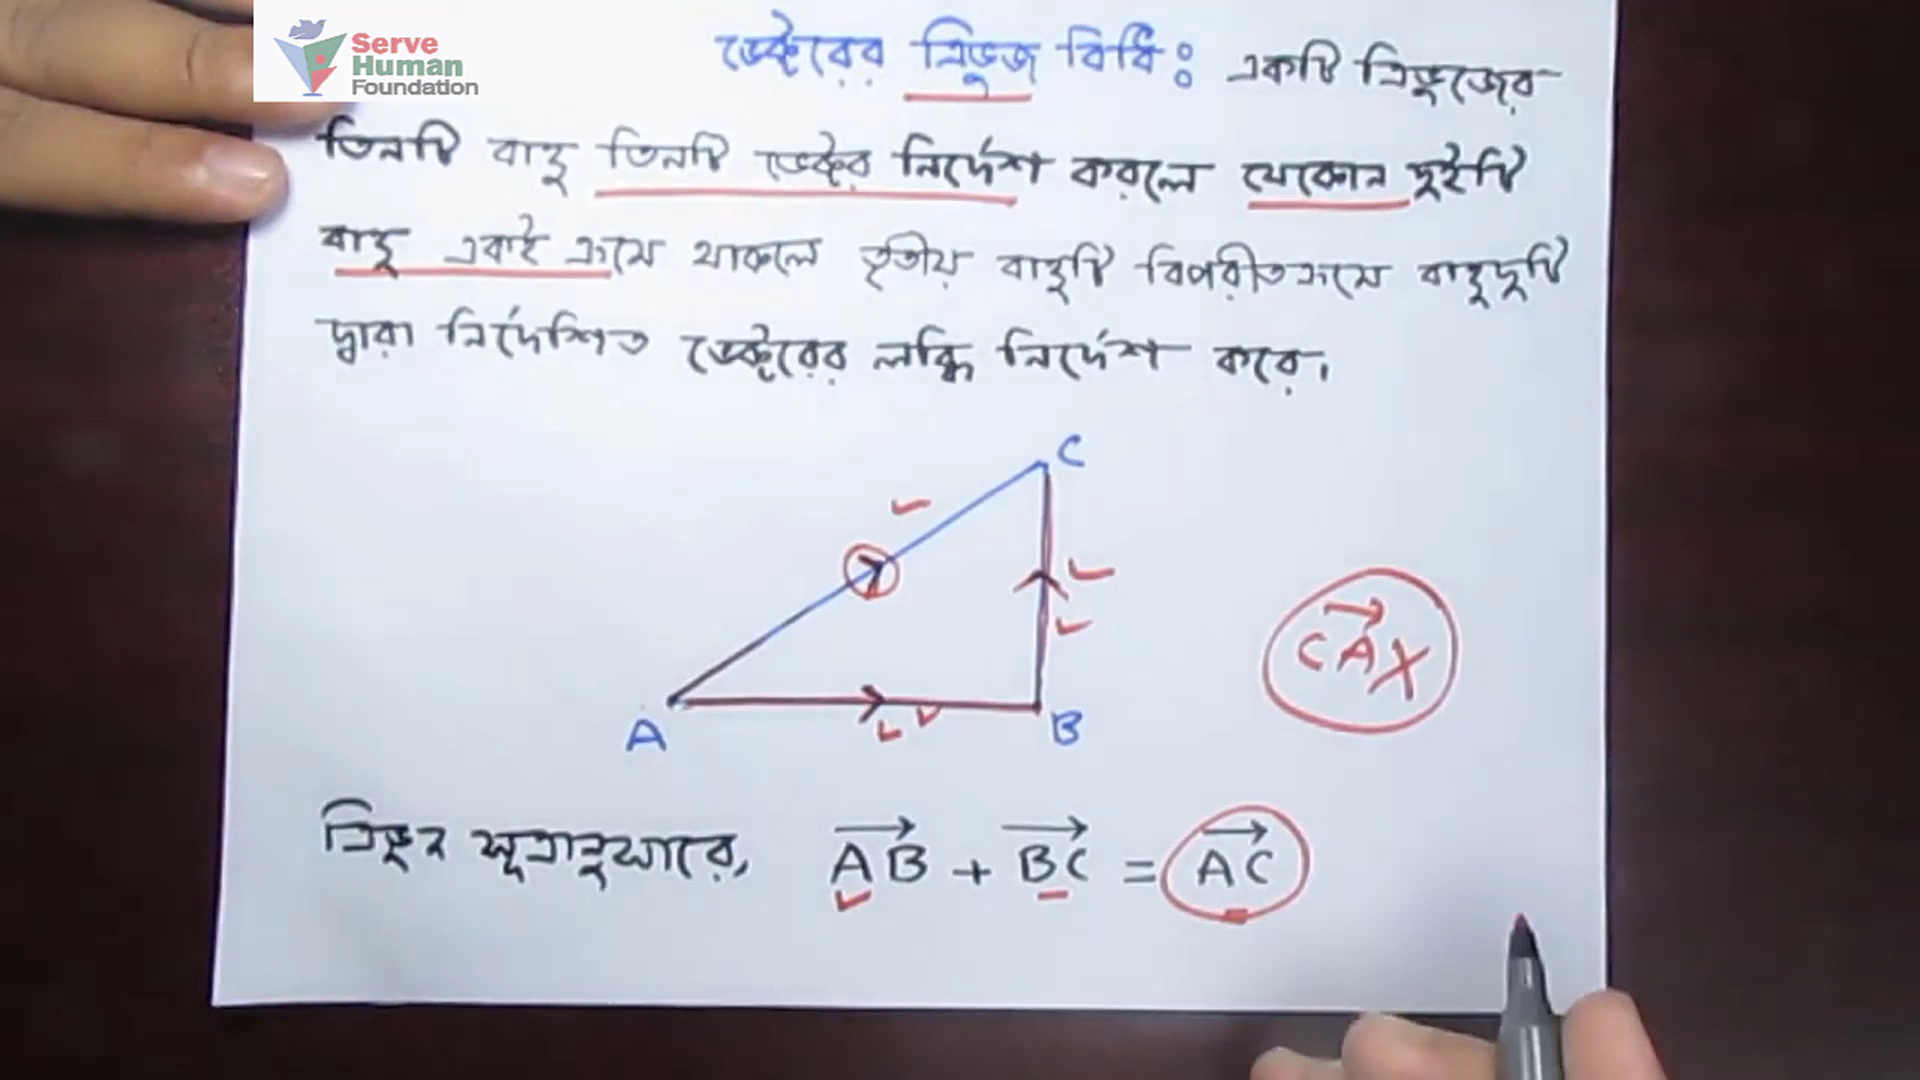 Serve
Human
Foundation
ভেক্টরের ত্রিভুজ বিধি: একটি ত্রিভুজের
তিনটি বাহু তিনটি ভেক্টর নির্দেশ করলে যেকোন দুইটি
বাহু একই ক্রমে থাকলে তৃতীয় বাহুটি বিপরীতক্রমে বাহুদুটি
দ্বারা নির্দেশিত ভেক্টরের লব্ধি নির্দেশ করে।
C
A
B
CA X
ত্রিভুজ সূত্রানুসারে, AB + BC = AC